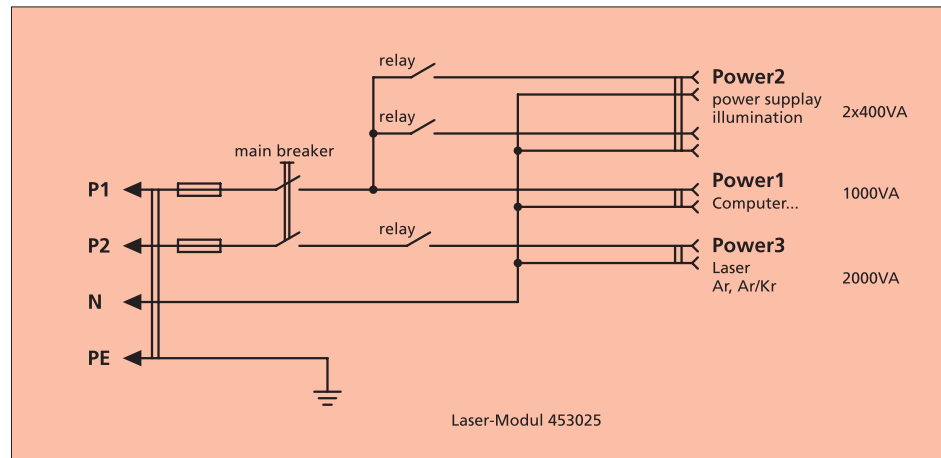 relay
Power2
power supplay
illumination
2x400VA
relay
main breaker
P1
Power1
Computer...
1000VA
P2
relay
Power3
Laser
Ar, Ar/Kr
2000VA
N
PE
Laser-Modul 453025